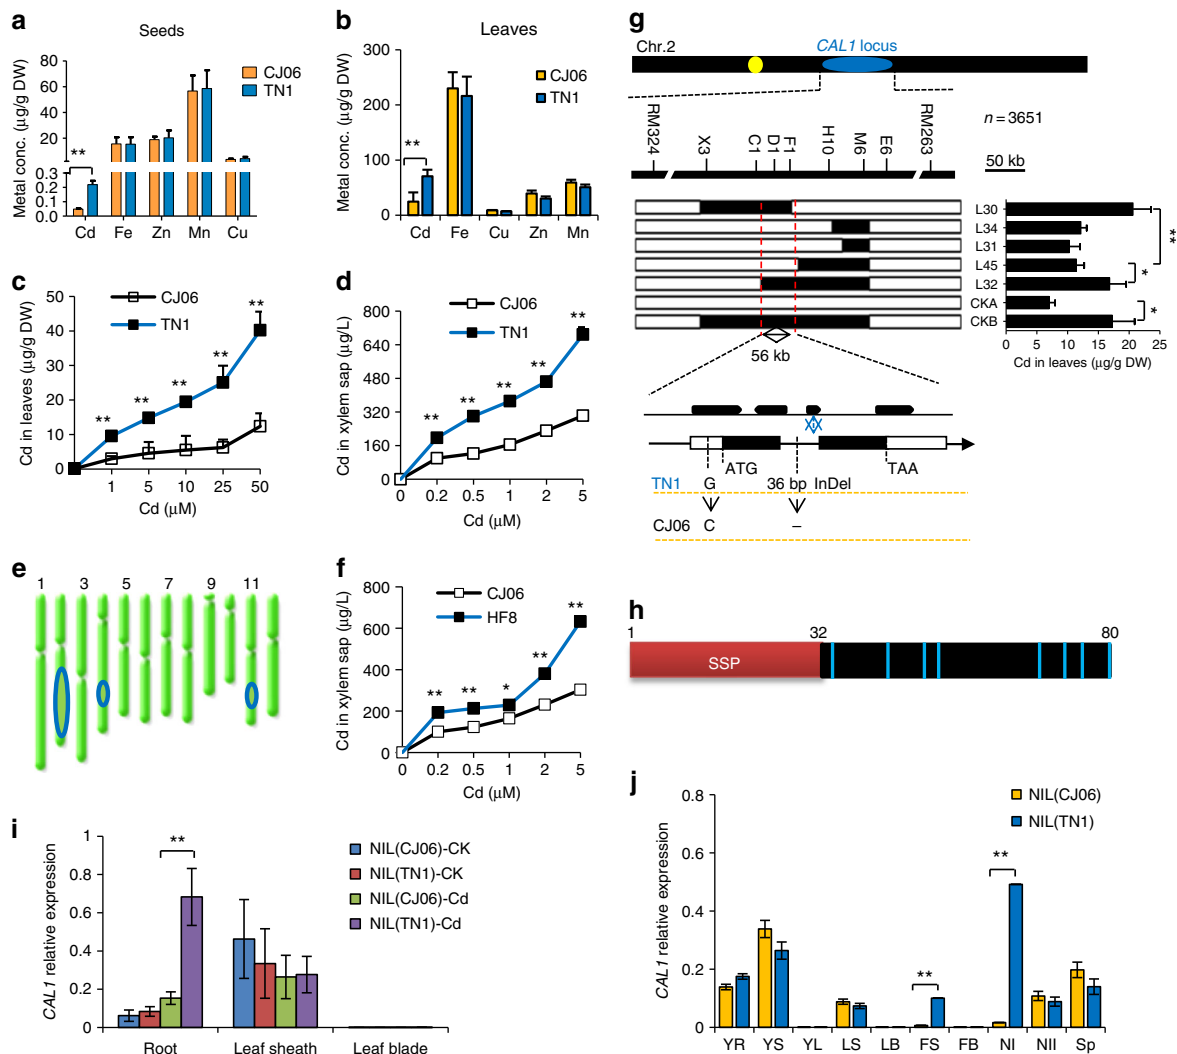 a
Seeds
Metal conc. (µg/g DW)
80
60
40
20
0.3
0.2
0.1
0.0
**
CJ06
TN1
Cd Fe Zn Mn Cu
b
Leaves
Metal conc. (µg/g DW)
300
200
100
0
**
CJ06
TN1
Cd Fe Cu Zn Mn
c
Cd in leaves (µg/g DW)
50
40
30
20
10
0
CJ06
TN1
** ** ** ** **
1 5 10 25 50
Cd (µM)
d
Cd in xylem sap (µg/L)
800
640
480
320
160
0
CJ06
TN1
** ** ** ** **
0 0.2 0.5 1 2 5
Cd (µM)
e
1 3 5 7 9 11
f
Cd in xylem sap (µg/L)
800
600
400
200
0
CJ06
HF8
** ** * ** **
0 0.2 0.5 1 2 5
Cd (µM)
g
Chr.2
CAL1 locus
RM324 X3 C1 D1 F1 H10 M6 E6 RM263
n = 3651
50 kb
L30
L34
L31
L45
L32
CKA
CKB
**
*
*
0 5 10 15 20 25
Cd in leaves (µg/g DW)
56 kb
ATG
TAA
TN1 G 36 bp InDel
CJ06 C –
h
1 32 80
SSP
i
CAL1 relative expression
1
0.8
0.6
0.4
0.2
0
**
NIL(CJ06)-CK
NIL(TN1)-CK
NIL(CJ06)-Cd
NIL(TN1)-Cd
Root Leaf sheath Leaf blade
j
CAL1 relative expression
0.8
0.6
0.4
0.2
0
NIL(CJ06)
NIL(TN1)
**
**
YR YS YL LS LB FS FB NI NII Sp